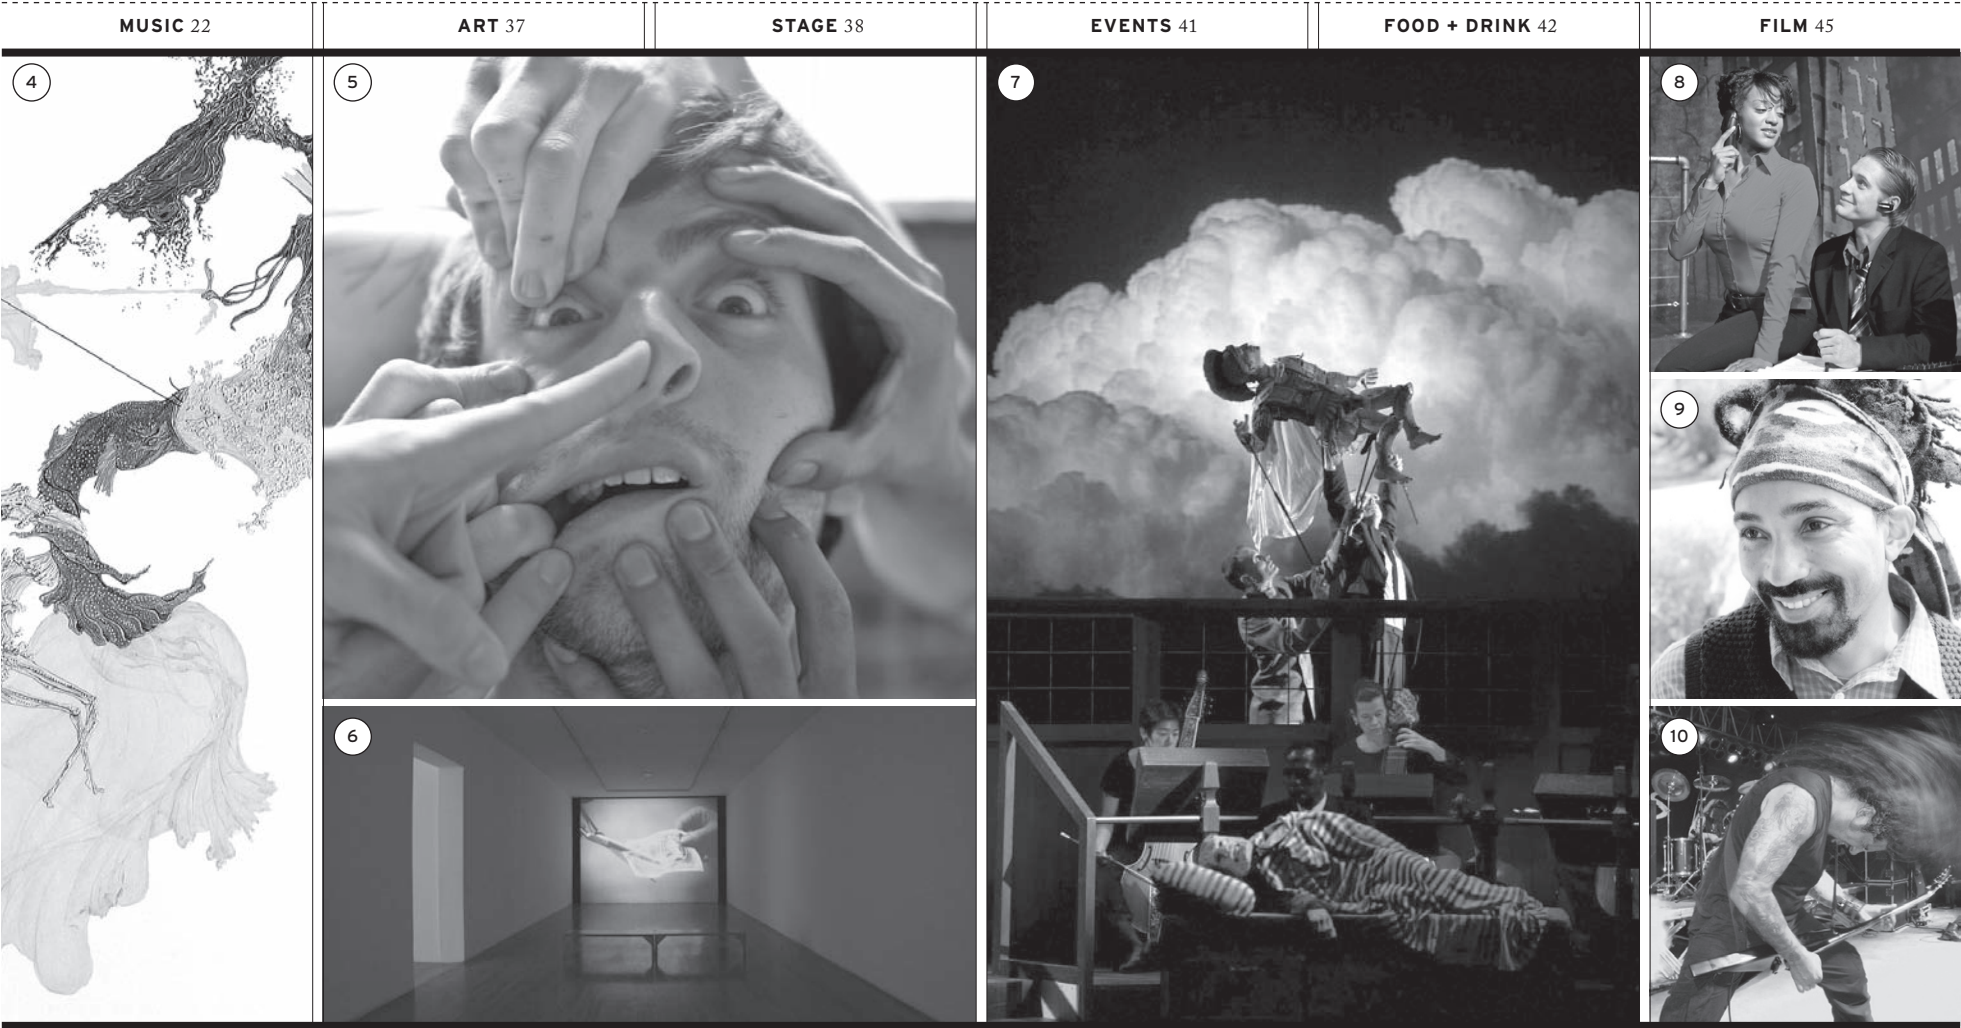 MUSIC 22
ART 37
STAGE 38
EVENTS 41
FOOD + DRINK 42
FILM 45
4
5
7
8
9
6
10